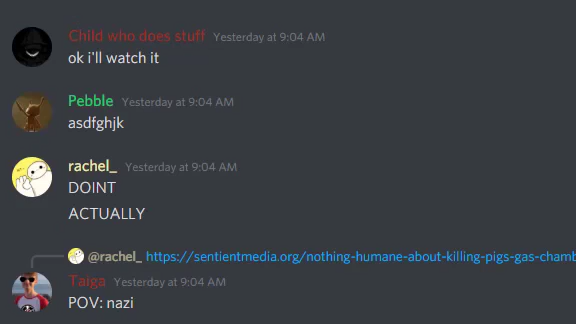 Child who does stuff Yesterday at 9:04 AM
ok i'll watch it
Pebble Yesterday at 9:04 AM
asdfghjk
rachel_ Yesterday at 9:04 AM
DOINT
ACTUALLY
@rachel_ https://sentientmedia.org/nothing-humane-about-killing-pigs-gas-chamb
Taiga Yesterday at 9:04 AM
POV: nazi